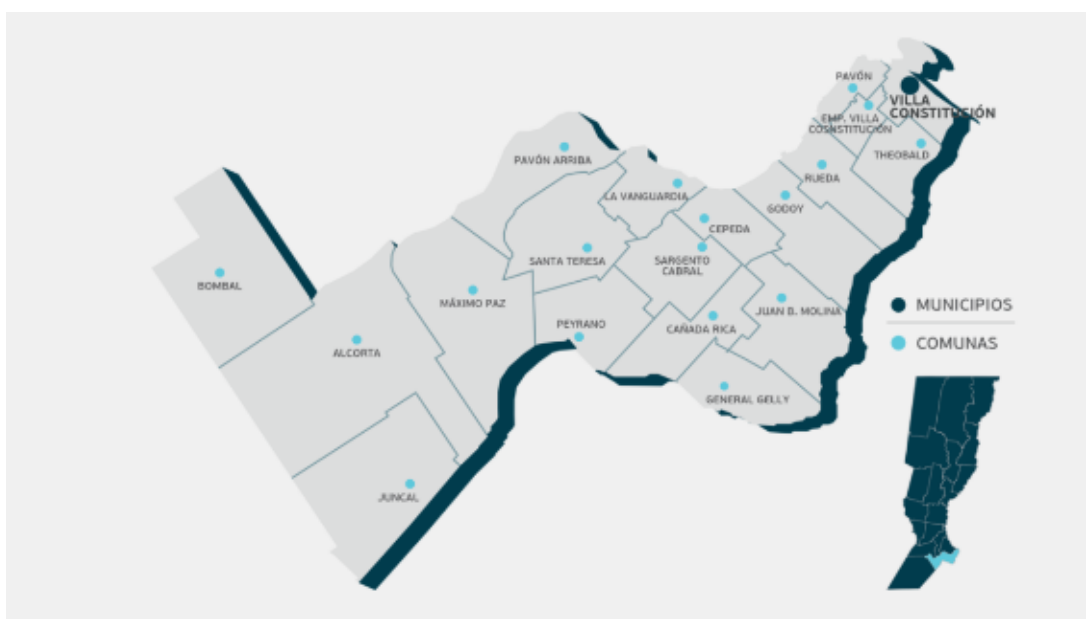 PAVÓN
VILLA
CONSTITUCIÓN
EMP. VILLA
COSNSTITUCIÓN
THEOBALD
PAVÓN ARRIBA
RUEDA
LA VANGUARDIA
GODOY
CEPEDA
SANTA TERESA
SARGENTO
CABRAL
BOMBAL
MÁXIMO PAZ
JUAN B. MOLINA
MUNICIPIOS
PEYRANO
CAÑADA RICA
COMUNAS
ALCORTA
GENERAL GELLY
JUNCAL